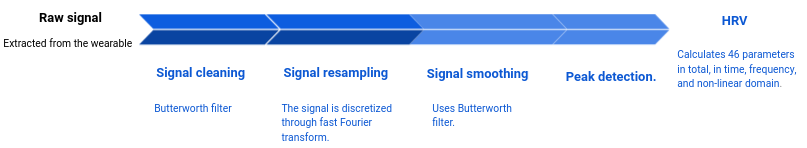 Raw signal
Extracted from the wearable
Signal cleaning
Butterworth filter
Signal resampling
The signal is discretized
through fast Fourier
transform.
Signal smoothing
Uses Butterworth
filter.
Peak detection.
HRV
Calculates 46 parameters
in total, in time, frequency,
and non-linear domain.